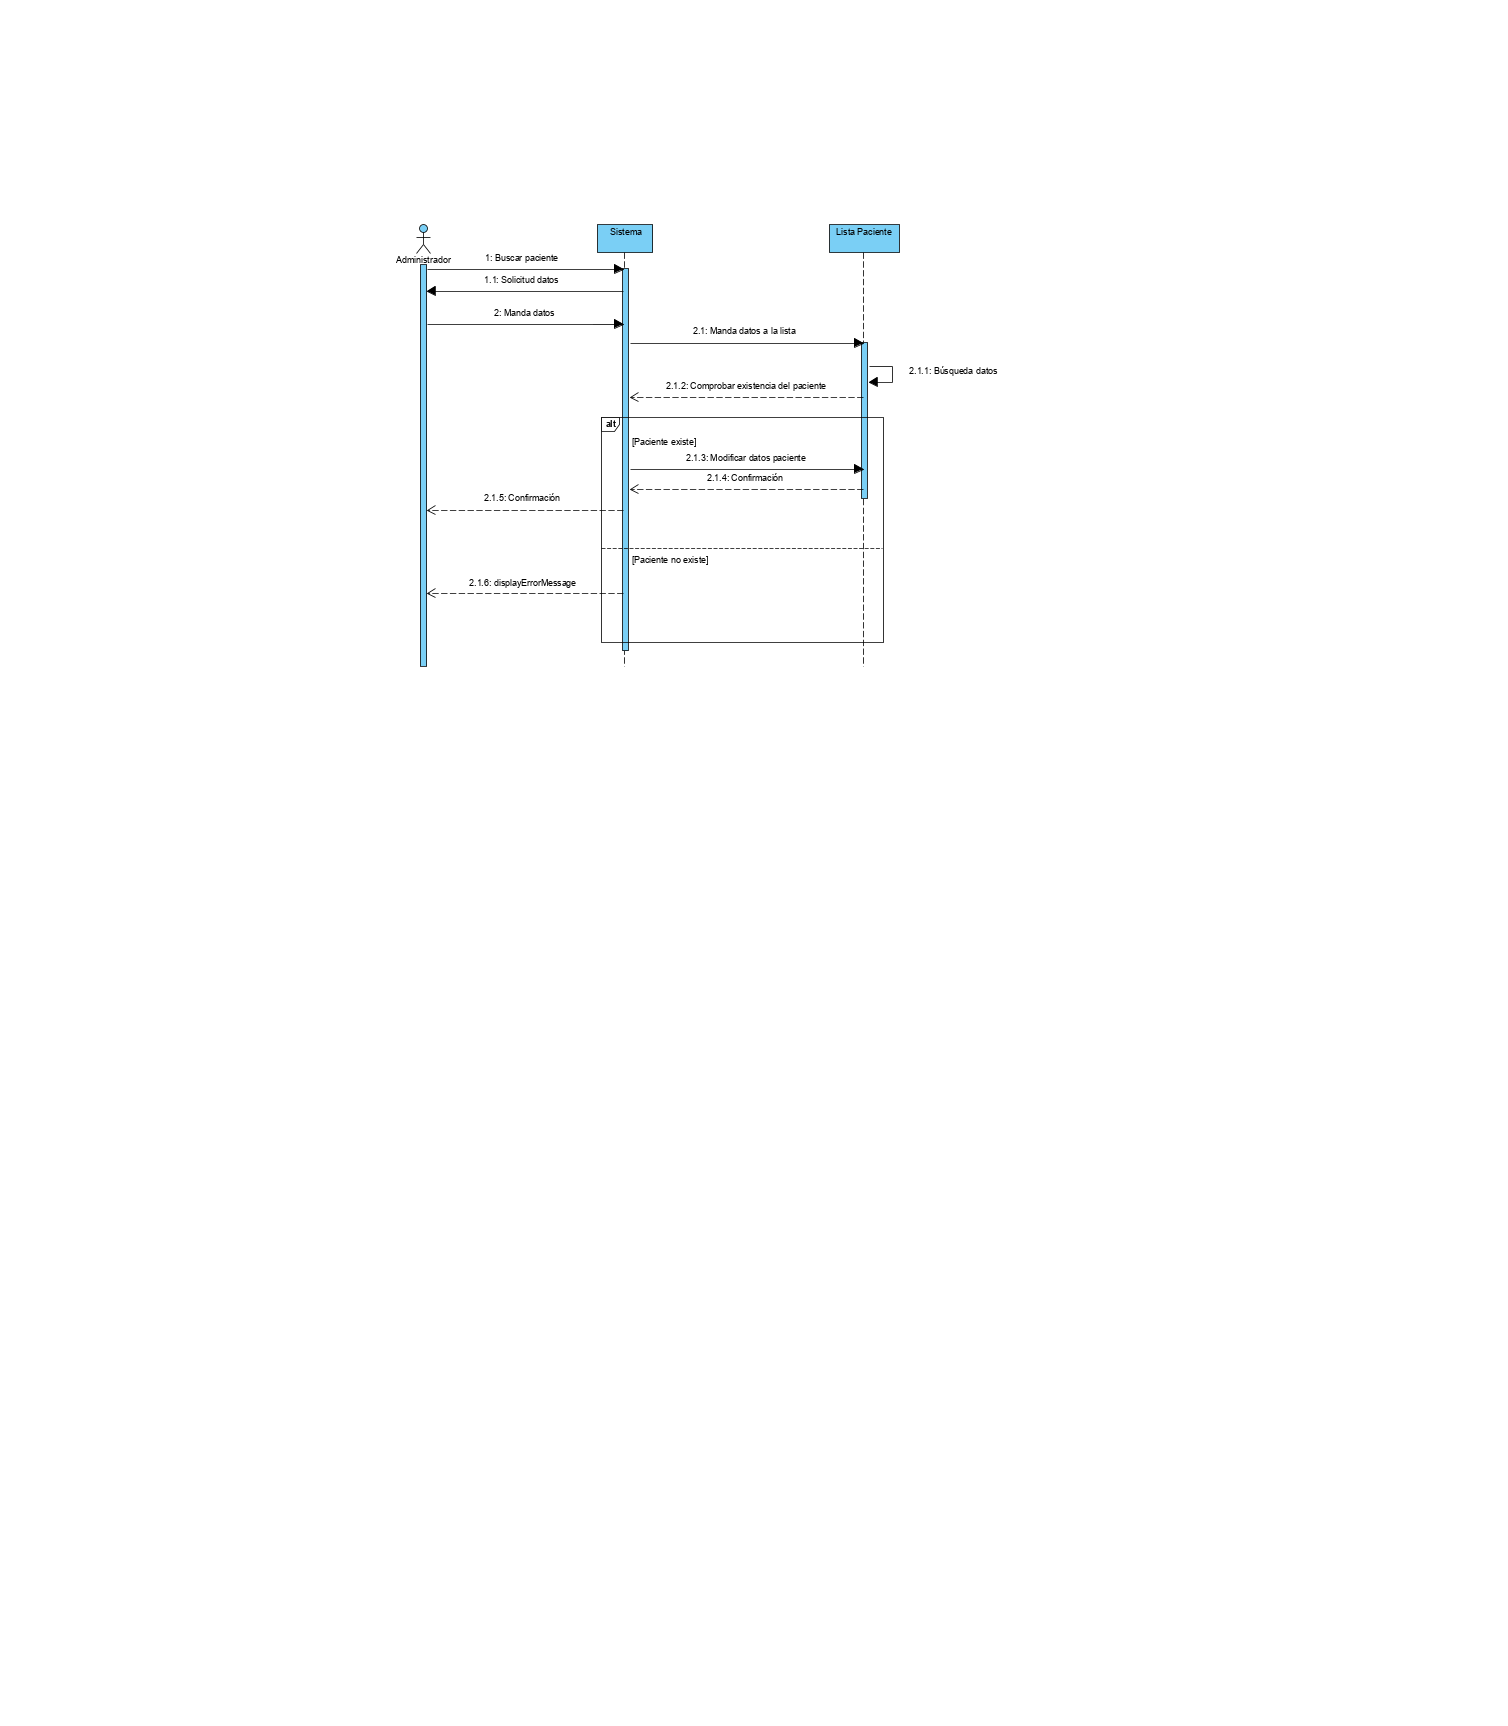 Sistema
Lista Paciente
Administrador
1: Buscar paciente
1.1: Solicitud datos
2: Manda datos
2.1: Manda datos a la lista
2.1.1: Búsqueda datos
2.1.2: Comprobar existencia del paciente
alt
[Paciente existe]
2.1.3: Modificar datos paciente
2.1.4: Confirmación
2.1.5: Confirmación
[Paciente no existe]
2.1.6: displayErrorMessage